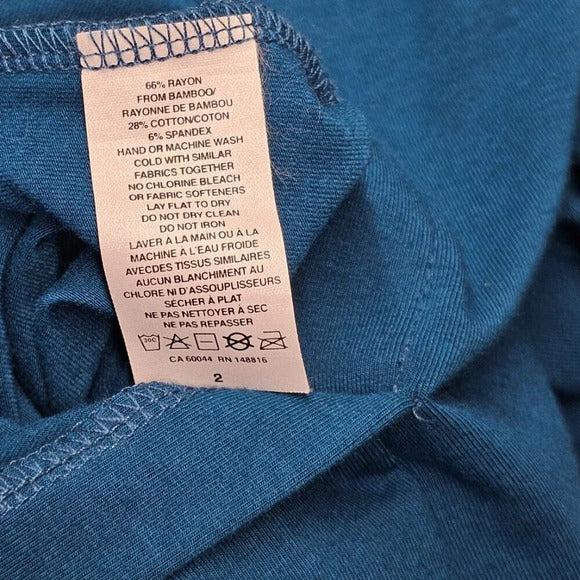 66% RAYON
FROM BAMBOO/
RAYONNE DE BAMBOU
28% COTTON/COTON
6% SPANDEX
HAND OR MACHINE WASH
COLD WITH SIMILAR
FABRICS TOGETHER
NO CHLORINE BLEACH
OR FABRIC SOFTENERS
LAY FLAT TO DRY
DO NOT DRY CLEAN
DO NOT IRON
LAVER À LA MAIN OU À LA
MACHINE À L'EAU FROIDE
AVECDES TISSUS SIMILAIRES
AUCUN BLANCHIMENT AU
CHLORE NI D'ASSOUPLISSEURS
SÉCHER À PLAT
NE PAS NETTOYER À SEC
NE PAS REPASSER
30C
CA 60044 RN 148816
2